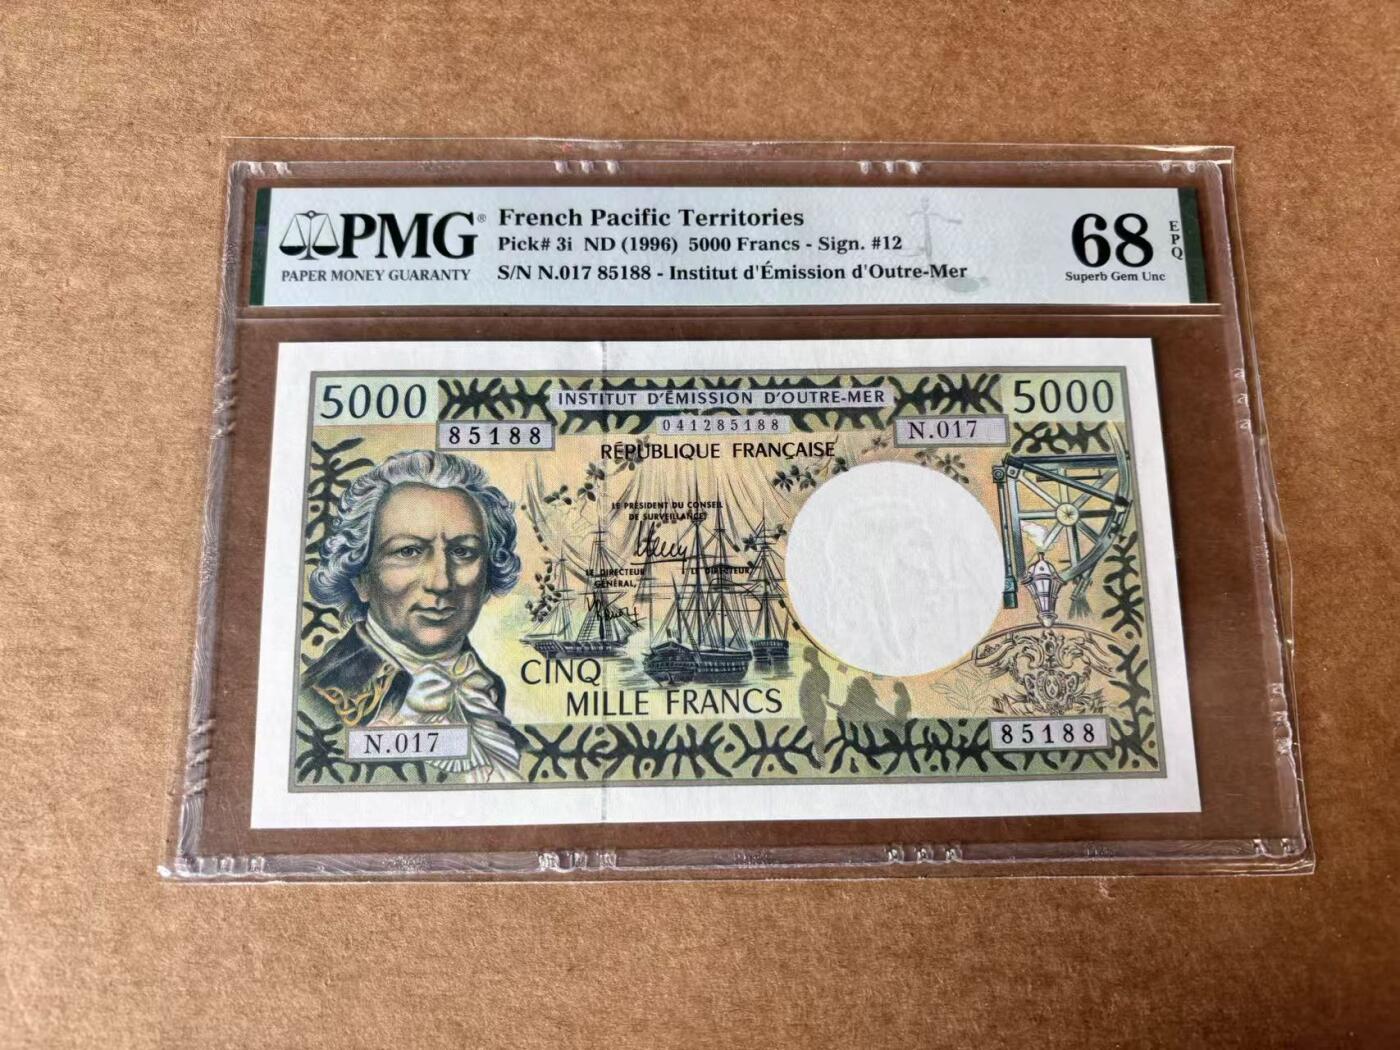 PMG®
PAPER MONEY GUARANTY
French Pacific Territories
Pick# 3i ND (1996) 5000 Francs - Sign. #12
S/N N.017 85188 - Institut d'Émission d'Outre-Mer
68
EPQ
Superb Gem Unc
5000
INSTITUT D'ÉMISSION D'OUTRE-MER
5000
85188
041285188
N.017
RÉPUBLIQUE FRANÇAISE
LE PRÉSIDENT DU CONSEIL
DE SURVEILLANCE
LE DIRECTEUR
GÉNÉRAL,
LE DIRECTEUR
CINQ
MILLE FRANCS
N.017
85188